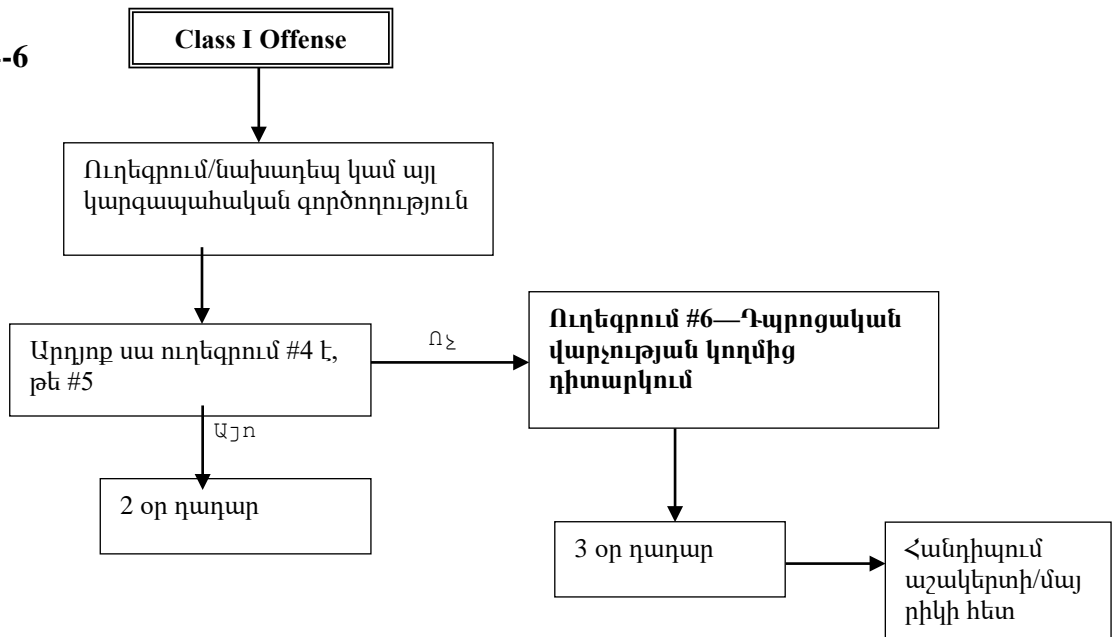 Class I Offense
-6
Ուղեգրում/նախադեպ կամ այլ
կարգապահական գործողություն
Արդյոք սա ուղեգրում #4 է,
թե #5
Ոչ
Ուղեգրում #6—Դպրոցական
վարչության կողմից
դիտարկում
Այո
2 օր դադար
3 օր դադար
Հանդիպում
աշակերտի/մայ
րիկի հետ